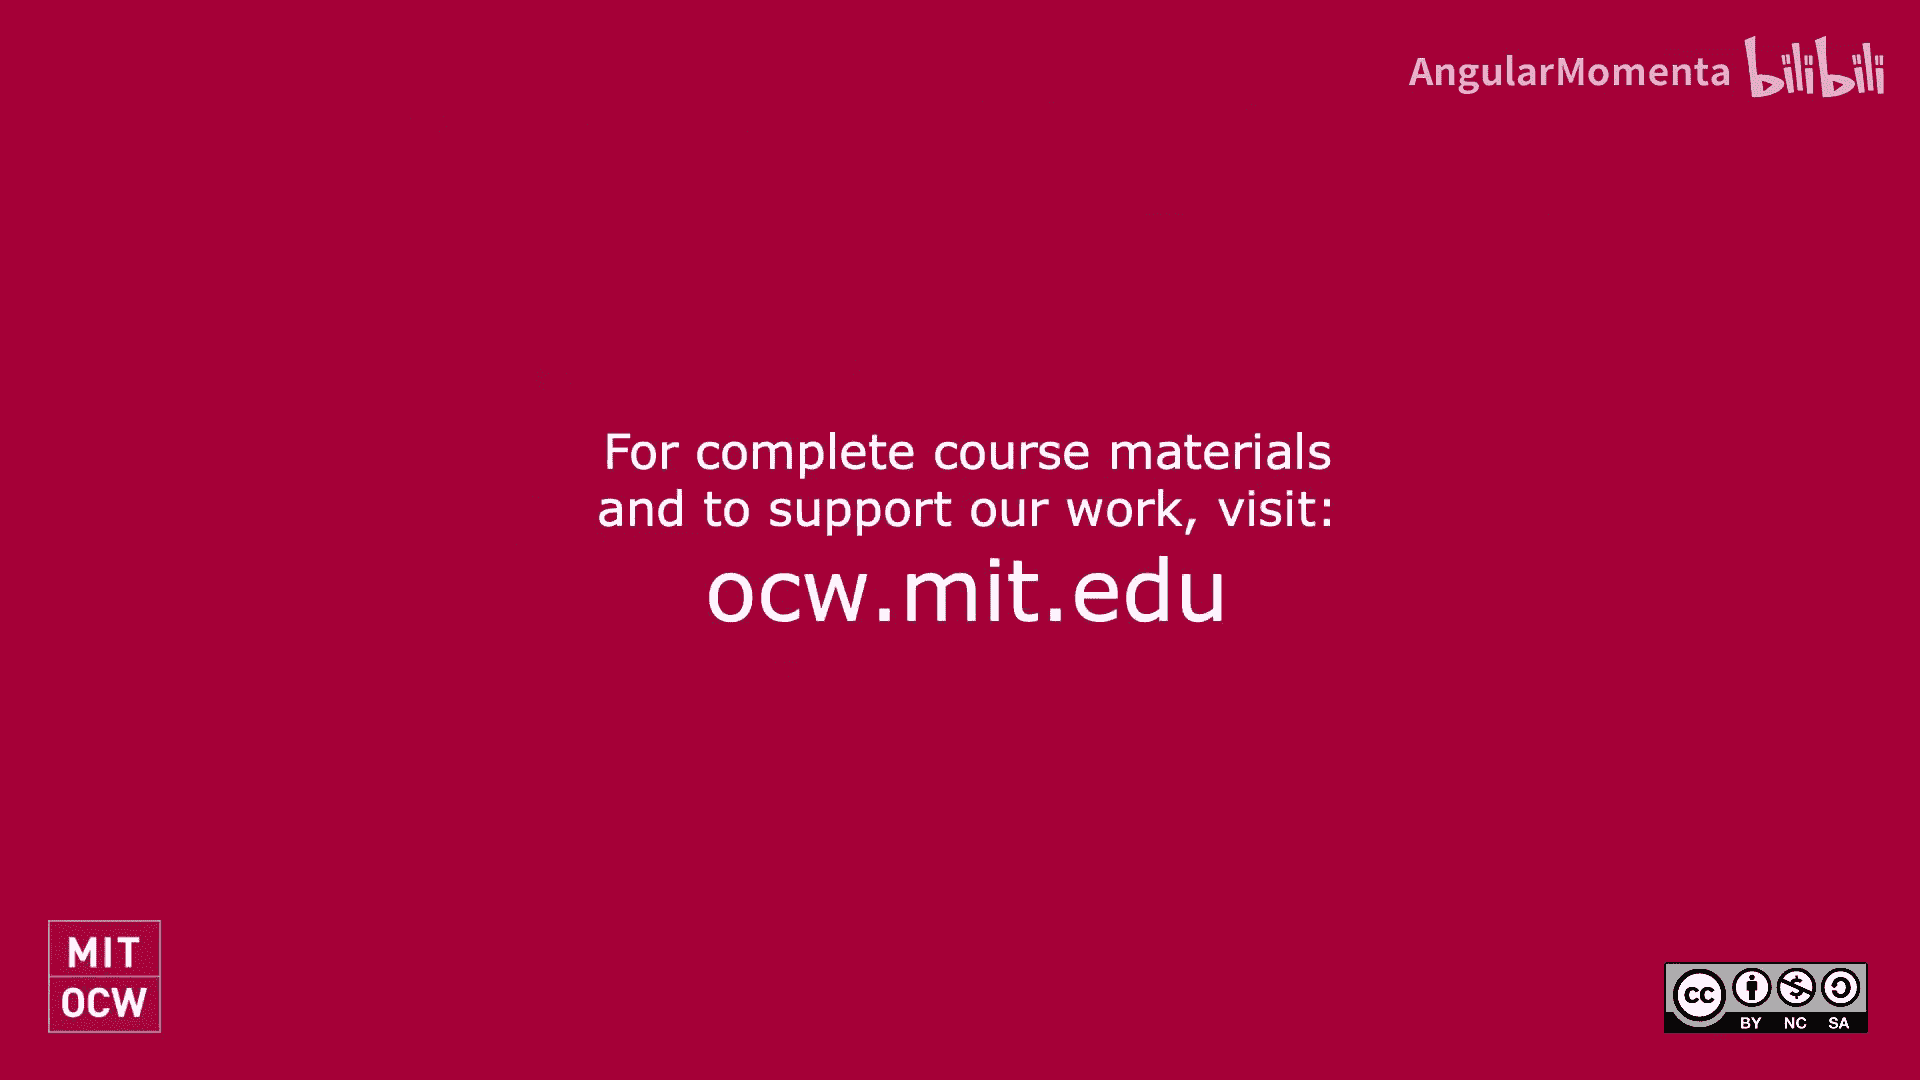 AngularMomenta bilibili
For complete course materials
and to support our work, visit:
ocw.mit.edu
MIT
OCW
cc
BY NC SA